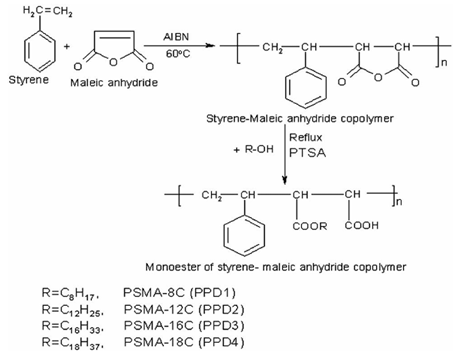 H₂C=CH₂
Styrene
+
O O O
Maleic anhydride
AIBN
60°C
[CH₂-CH-CH-CH]n
O O O
Styrene-Maleic anhydride copolymer
+ R-OH
Reflux
PTSA
[CH₂-CH-CH-CH]n
COOR COOH
Monoester of styrene- maleic anhydride copolymer
R=C₈H₁₇, PSMA-8C (PPD1)
R=C₁₂H₂₅, PSMA-12C (PPD2)
R=C₁₆H₃₃, PSMA-16C (PPD3)
R=C₁₈H₃₇, PSMA-18C (PPD4)